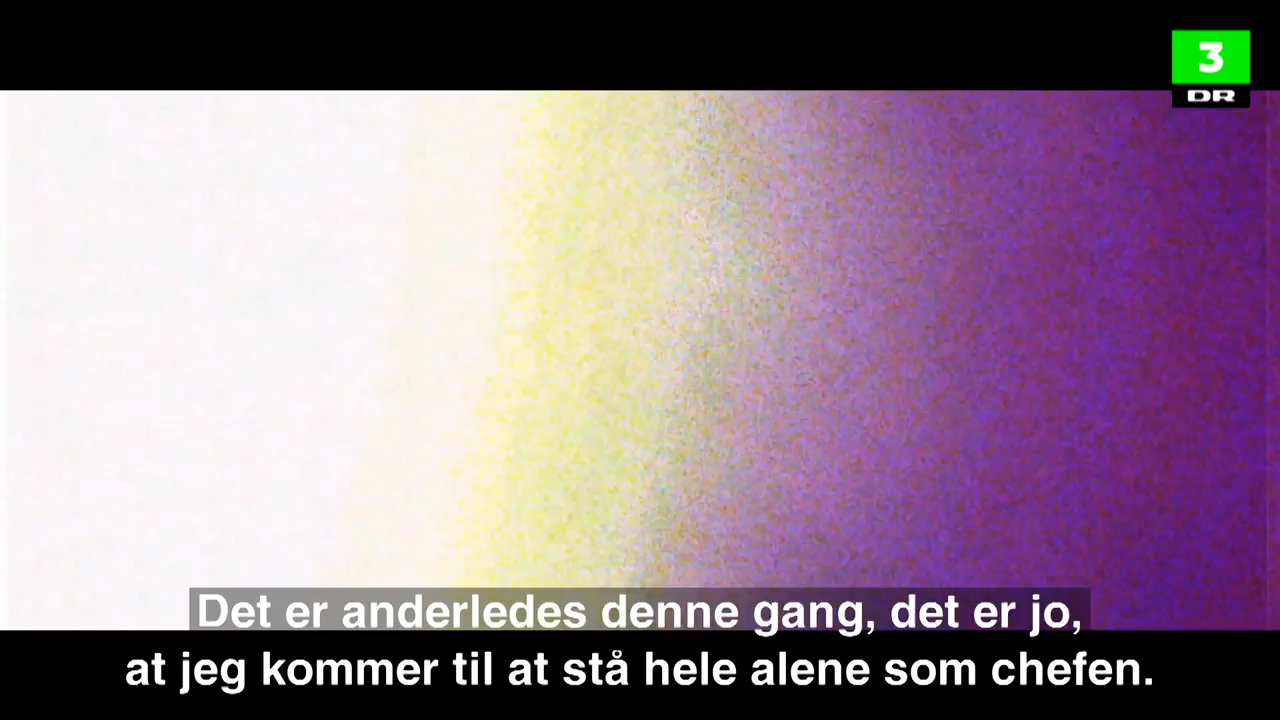 3
DR
Det er anderledes denne gang, det er jo,
at jeg kommer til at stå hele alene som chefen.